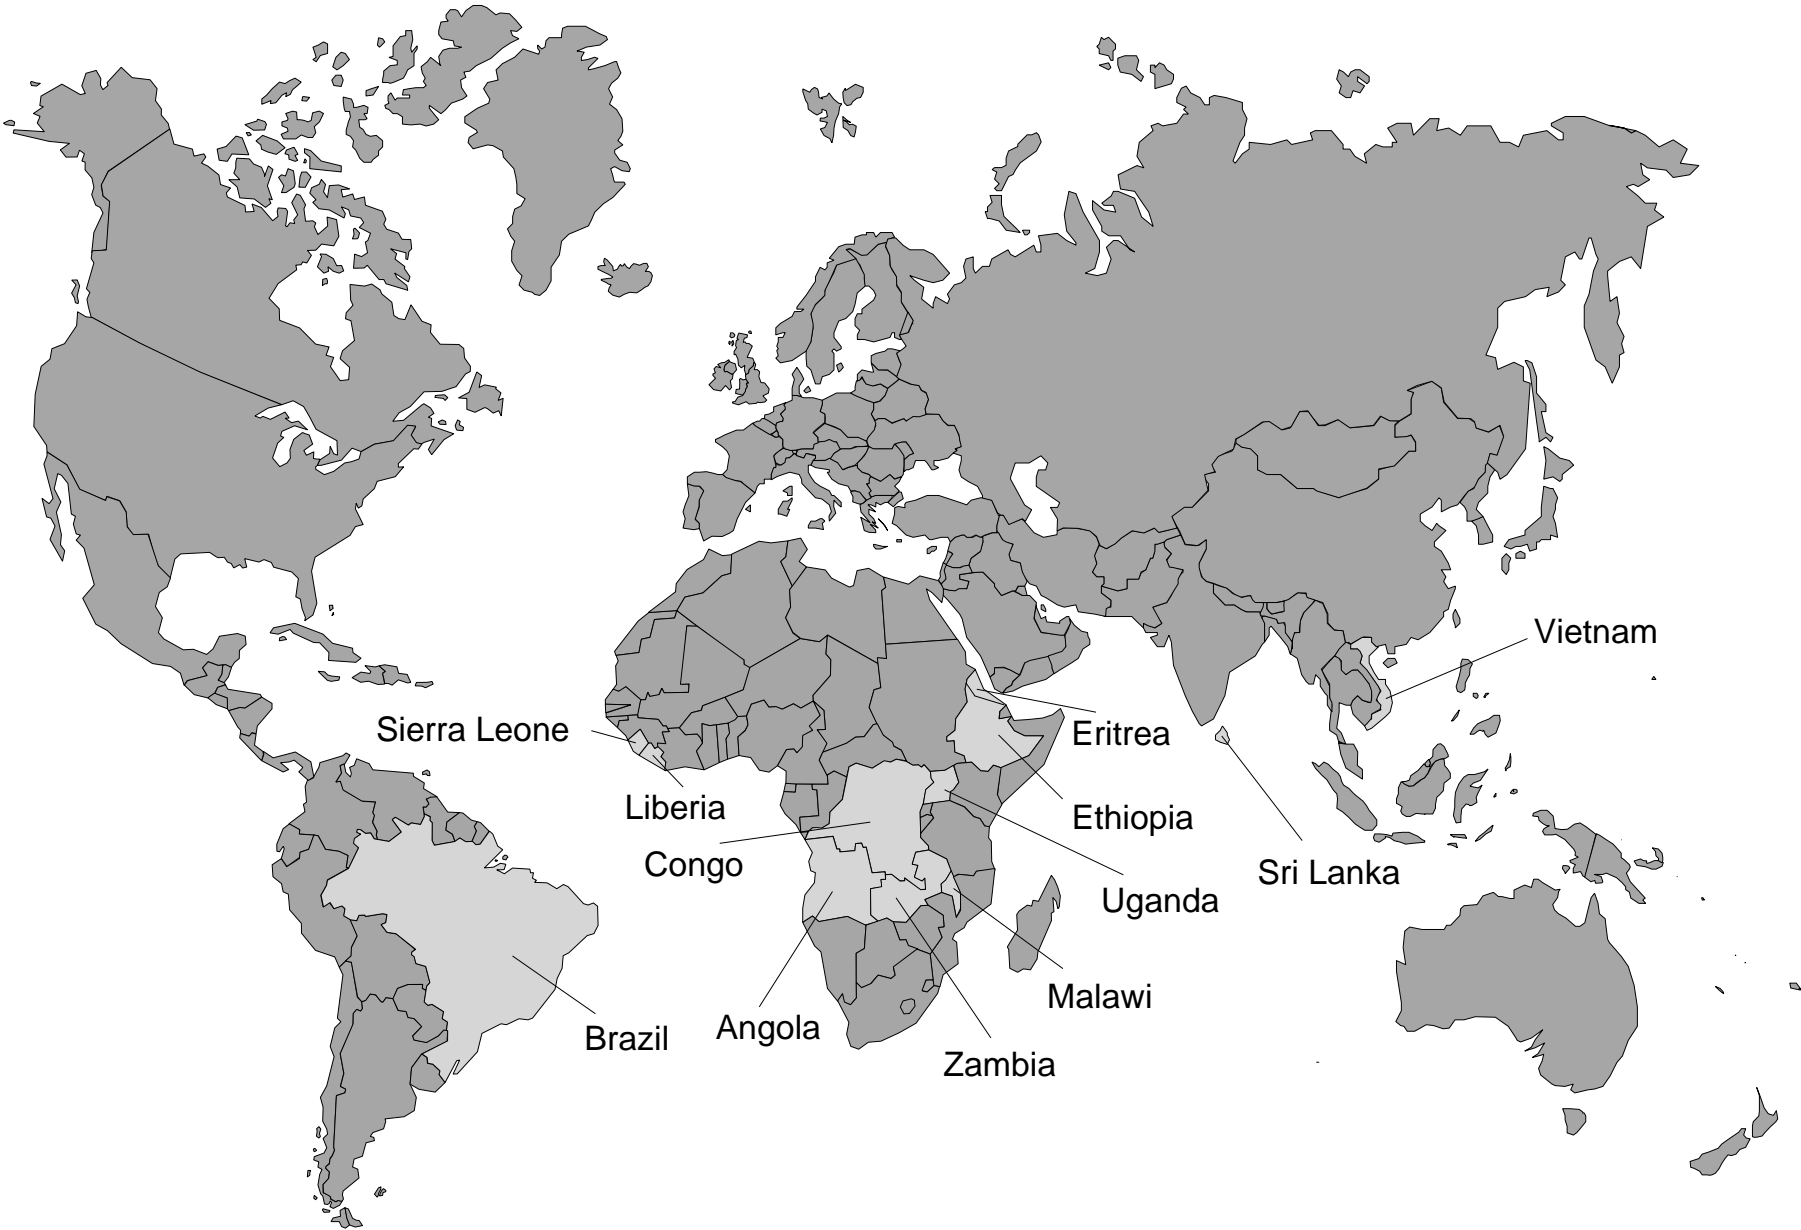 Vietnam
Sierra Leone
Eritrea
Liberia
Ethiopia
Congo
Sri Lanka
Uganda
Malawi
Angola
Brazil
Zambia